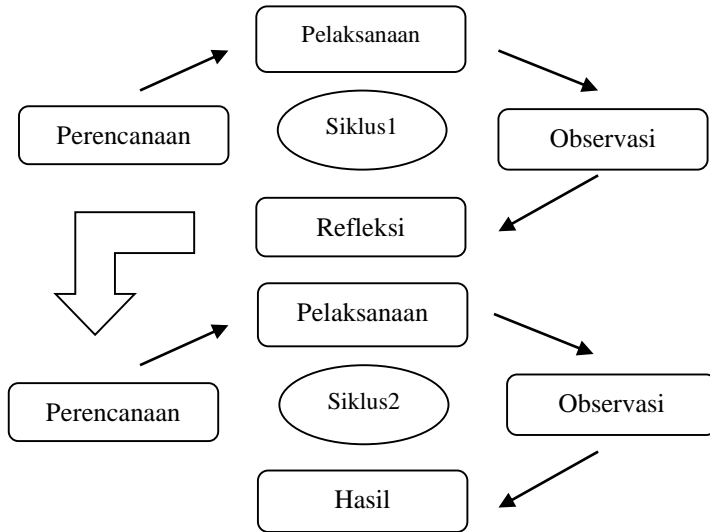 Pelaksanaan
Perencanaan
Siklus1
Observasi
Refleksi
Pelaksanaan
Perencanaan
Siklus2
Observasi
Hasil